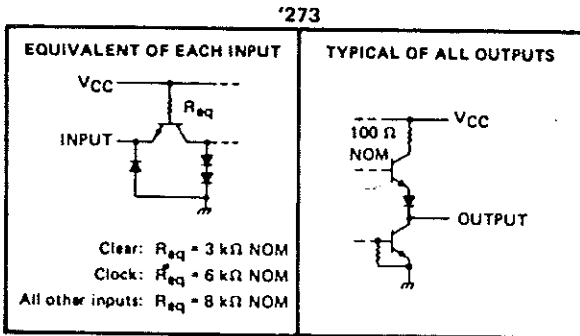 '273
EQUIVALENT OF EACH INPUT
VCC
Req
INPUT
Clear: Req = 3 kΩ NOM
Clock: Req = 6 kΩ NOM
All other inputs: Req = 8 kΩ NOM
TYPICAL OF ALL OUTPUTS
VCC
100 Ω
NOM
OUTPUT